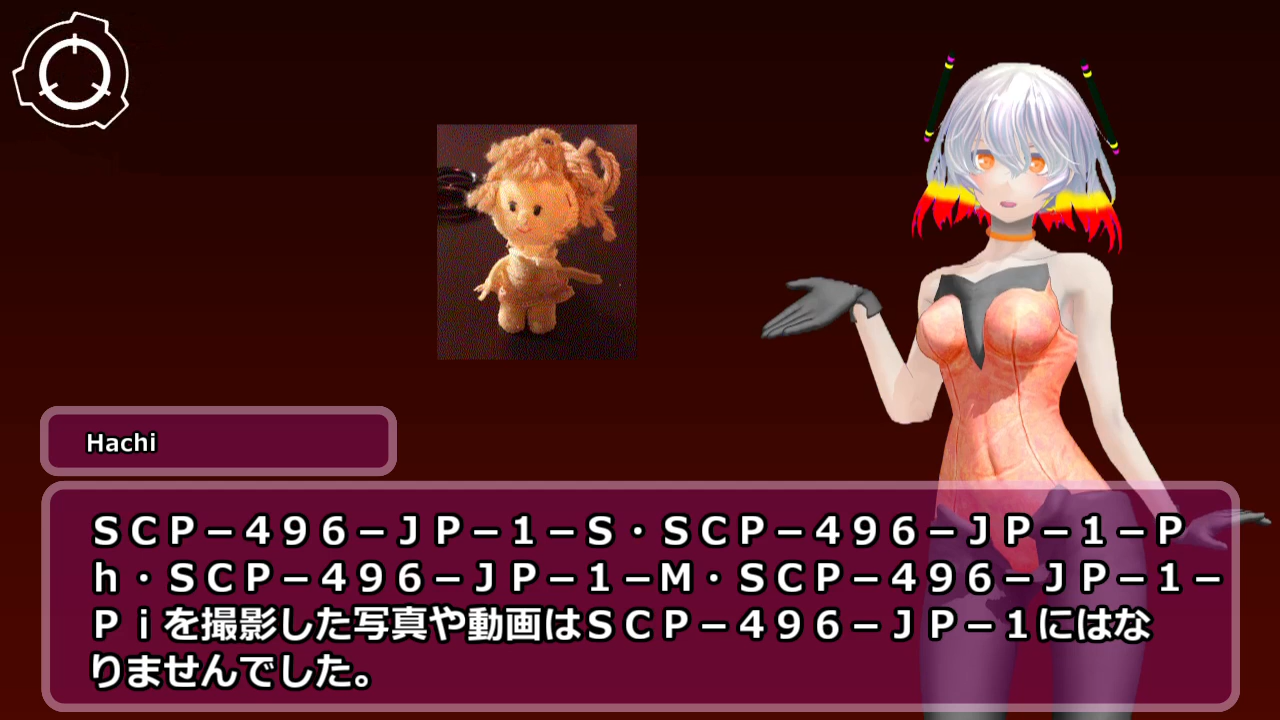 Hachi
ＳＣＰ－４９６－ＪＰ－１－Ｓ・ＳＣＰ－４９６－ＪＰ－１－Ｐ
ｈ・ＳＣＰ－４９６－ＪＰ－１－Ｍ・ＳＣＰ－４９６－ＪＰ－１－
Ｐｉを撮影した写真や動画はＳＣＰ－４９６－ＪＰ－１にはな
りませんでした。